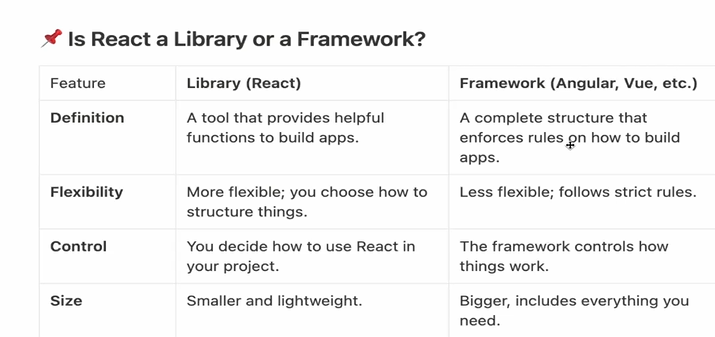 📌 Is React a Library or a Framework?
Feature
Library (React)
Framework (Angular, Vue, etc.)
Definition
A tool that provides helpful
functions to build apps.
A complete structure that
enforces rules on how to build
apps.
Flexibility
More flexible; you choose how to
structure things.
Less flexible; follows strict rules.
Control
You decide how to use React in
your project.
The framework controls how
things work.
Size
Smaller and lightweight.
Bigger, includes everything you
need.